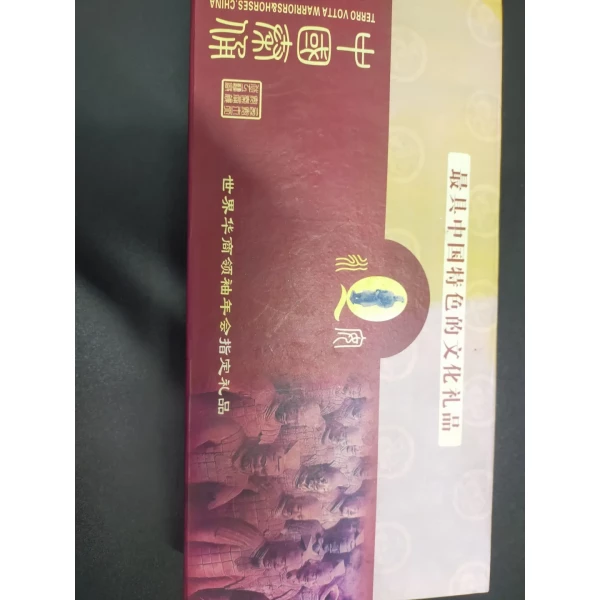 中國秦俑
TERRO VOTTA WARRIORS&HORSES,CHINA
世界华商领袖年会指定礼品
最具中国特色的文化礼品